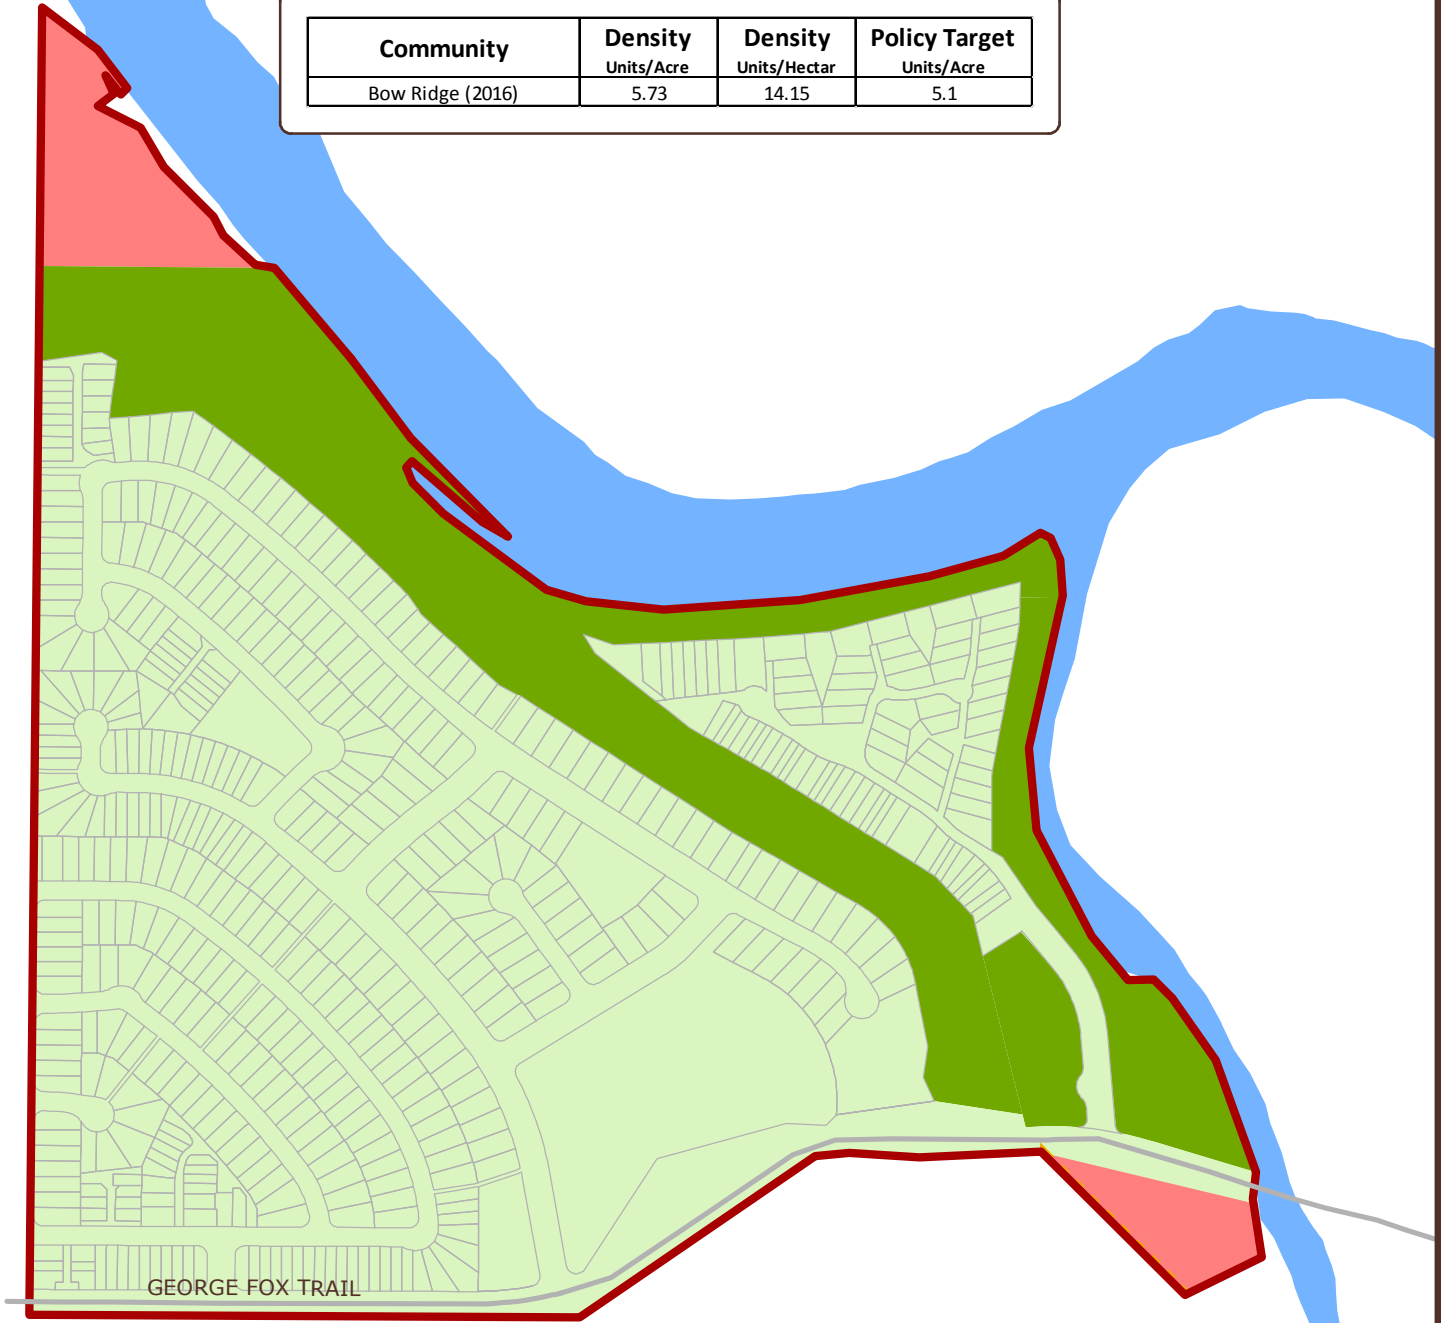 Community Density Density Policy Target
Units/Acre Units/Hectar Units/Acre
Bow Ridge (2016) 5.73 14.15 5.1
GEORGE FOX TRAIL